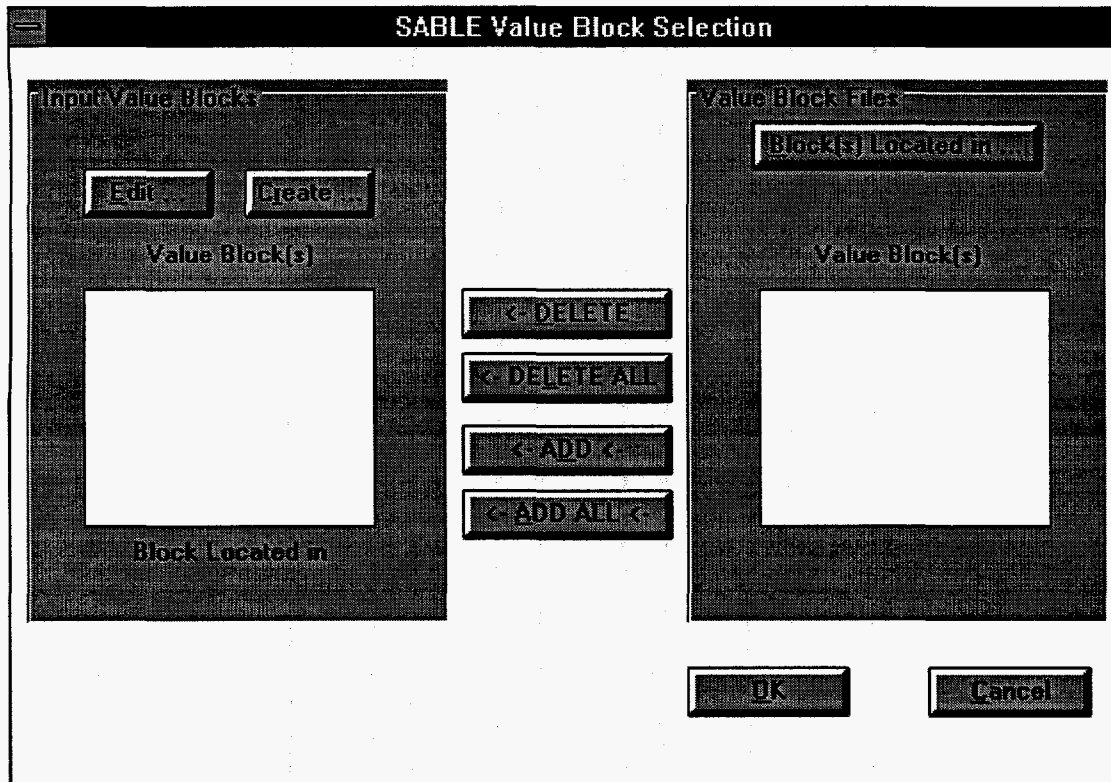 SABLE Value Block Selection
Input Value Blocks
Edit ...
Create ...
Value Block(s)
Block Located in
<- DELETE
<- DELETE ALL
<- ADD <-
<- ADD ALL <-
Value Block Files
Block(s) Located in ...
Value Block(s)
OK
Cancel